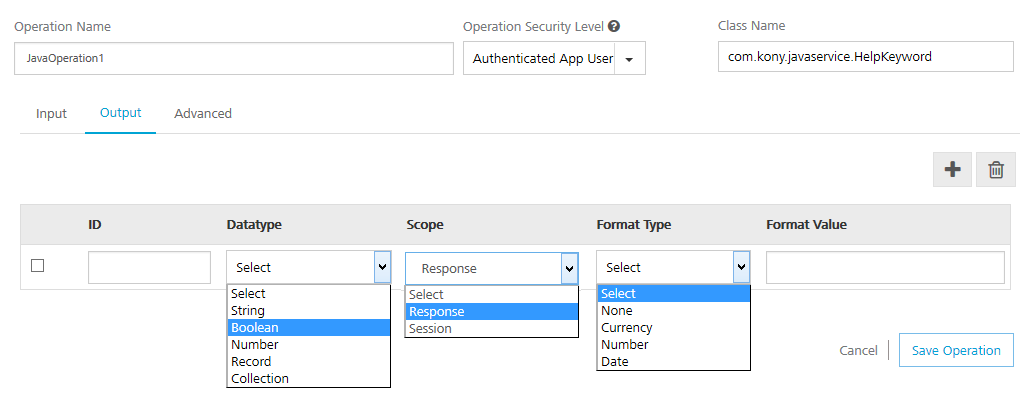 Operation Name Operation Security Level ? Class Name
JavaOperation1 Authenticated App User com.kony.javaservice.HelpKeyword
Input Output Advanced
ID Datatype Scope Format Type Format Value
Select Response Select
Select Select Select
String Response None
Boolean Session Currency
Number Number
Record Date
Collection
Cancel Save Operation